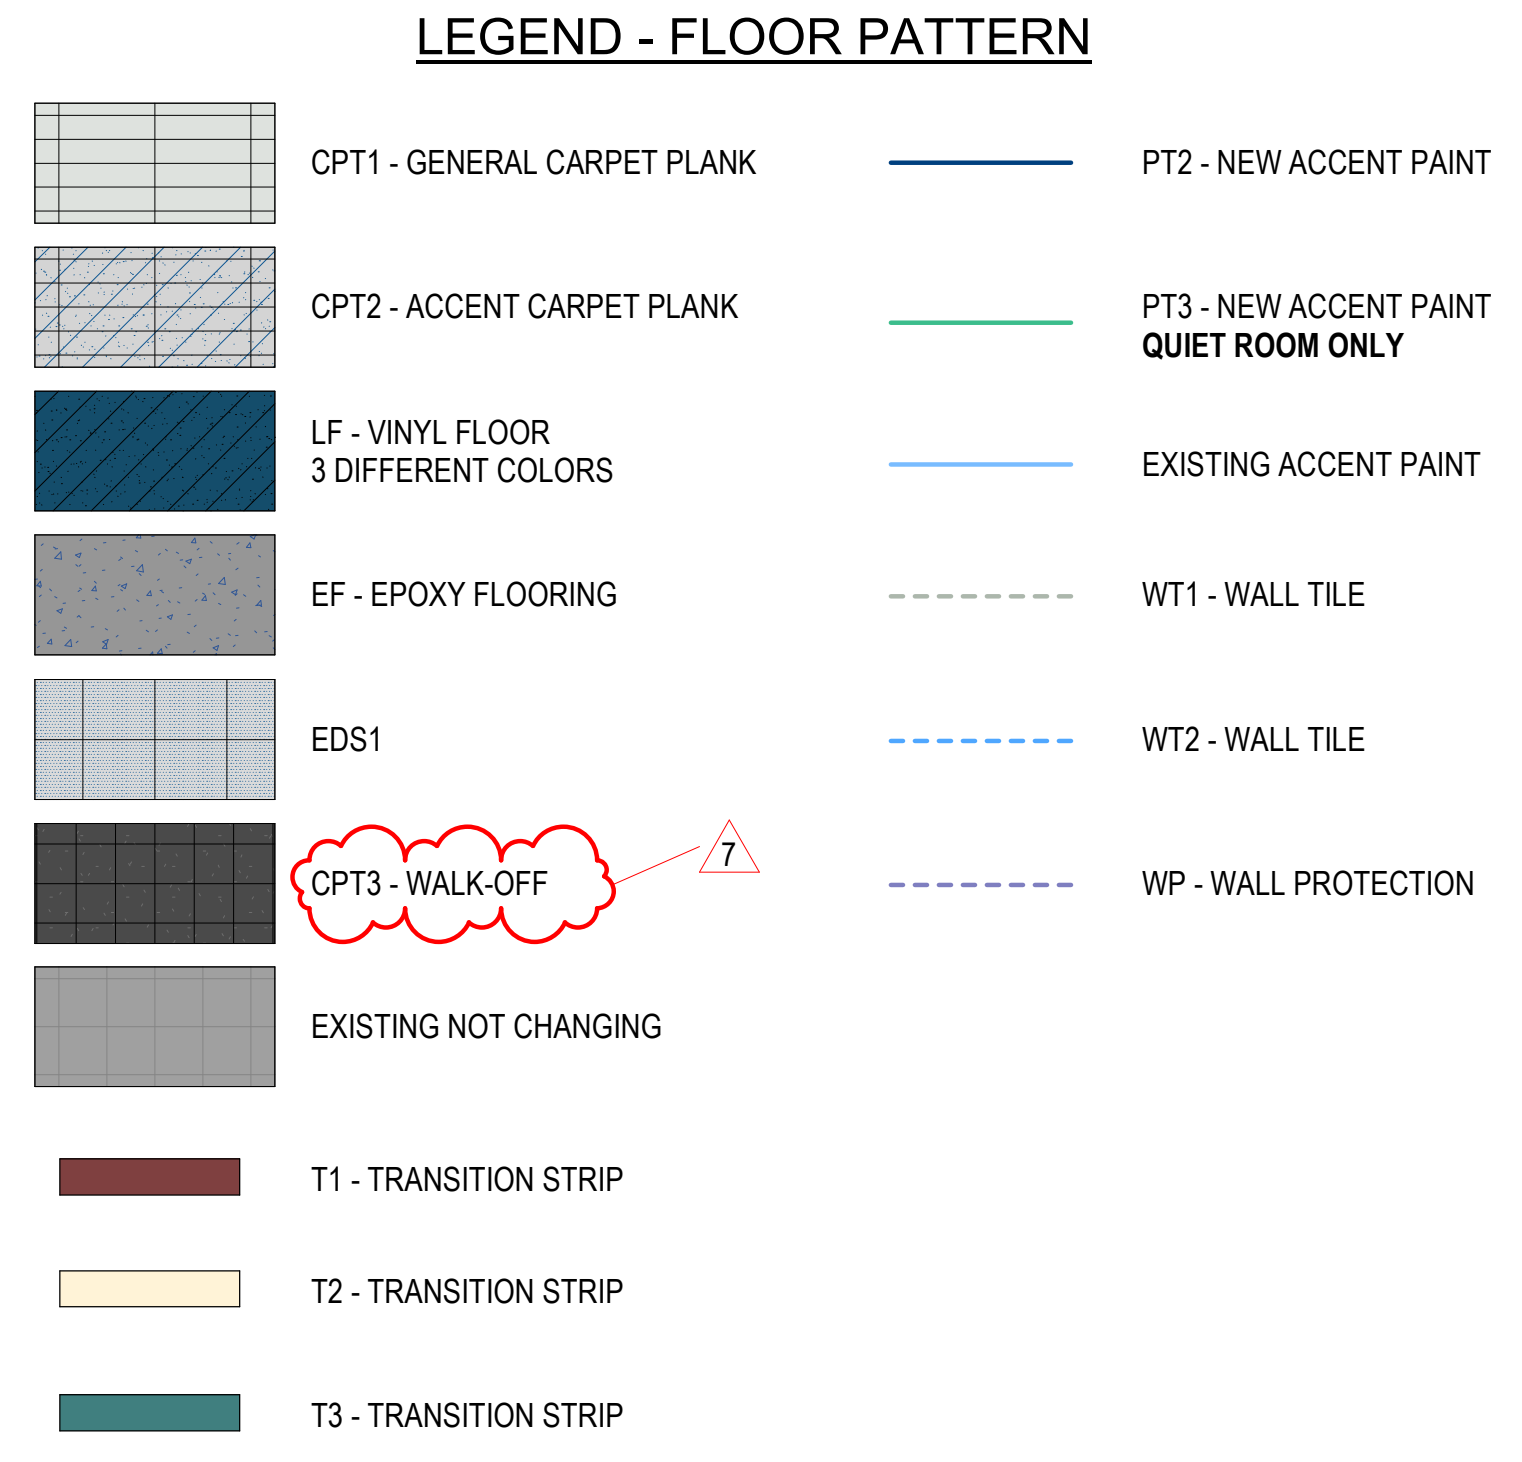 LEGEND - FLOOR PATTERN
CPT1 - GENERAL CARPET PLANK
CPT2 - ACCENT CARPET PLANK
LF - VINYL FLOOR
3 DIFFERENT COLORS
EF - EPOXY FLOORING
EDS1
CPT3 - WALK-OFF
7
EXISTING NOT CHANGING
T1 - TRANSITION STRIP
T2 - TRANSITION STRIP
T3 - TRANSITION STRIP
PT2 - NEW ACCENT PAINT
PT3 - NEW ACCENT PAINT
QUIET ROOM ONLY
EXISTING ACCENT PAINT
WT1 - WALL TILE
WT2 - WALL TILE
WP - WALL PROTECTION